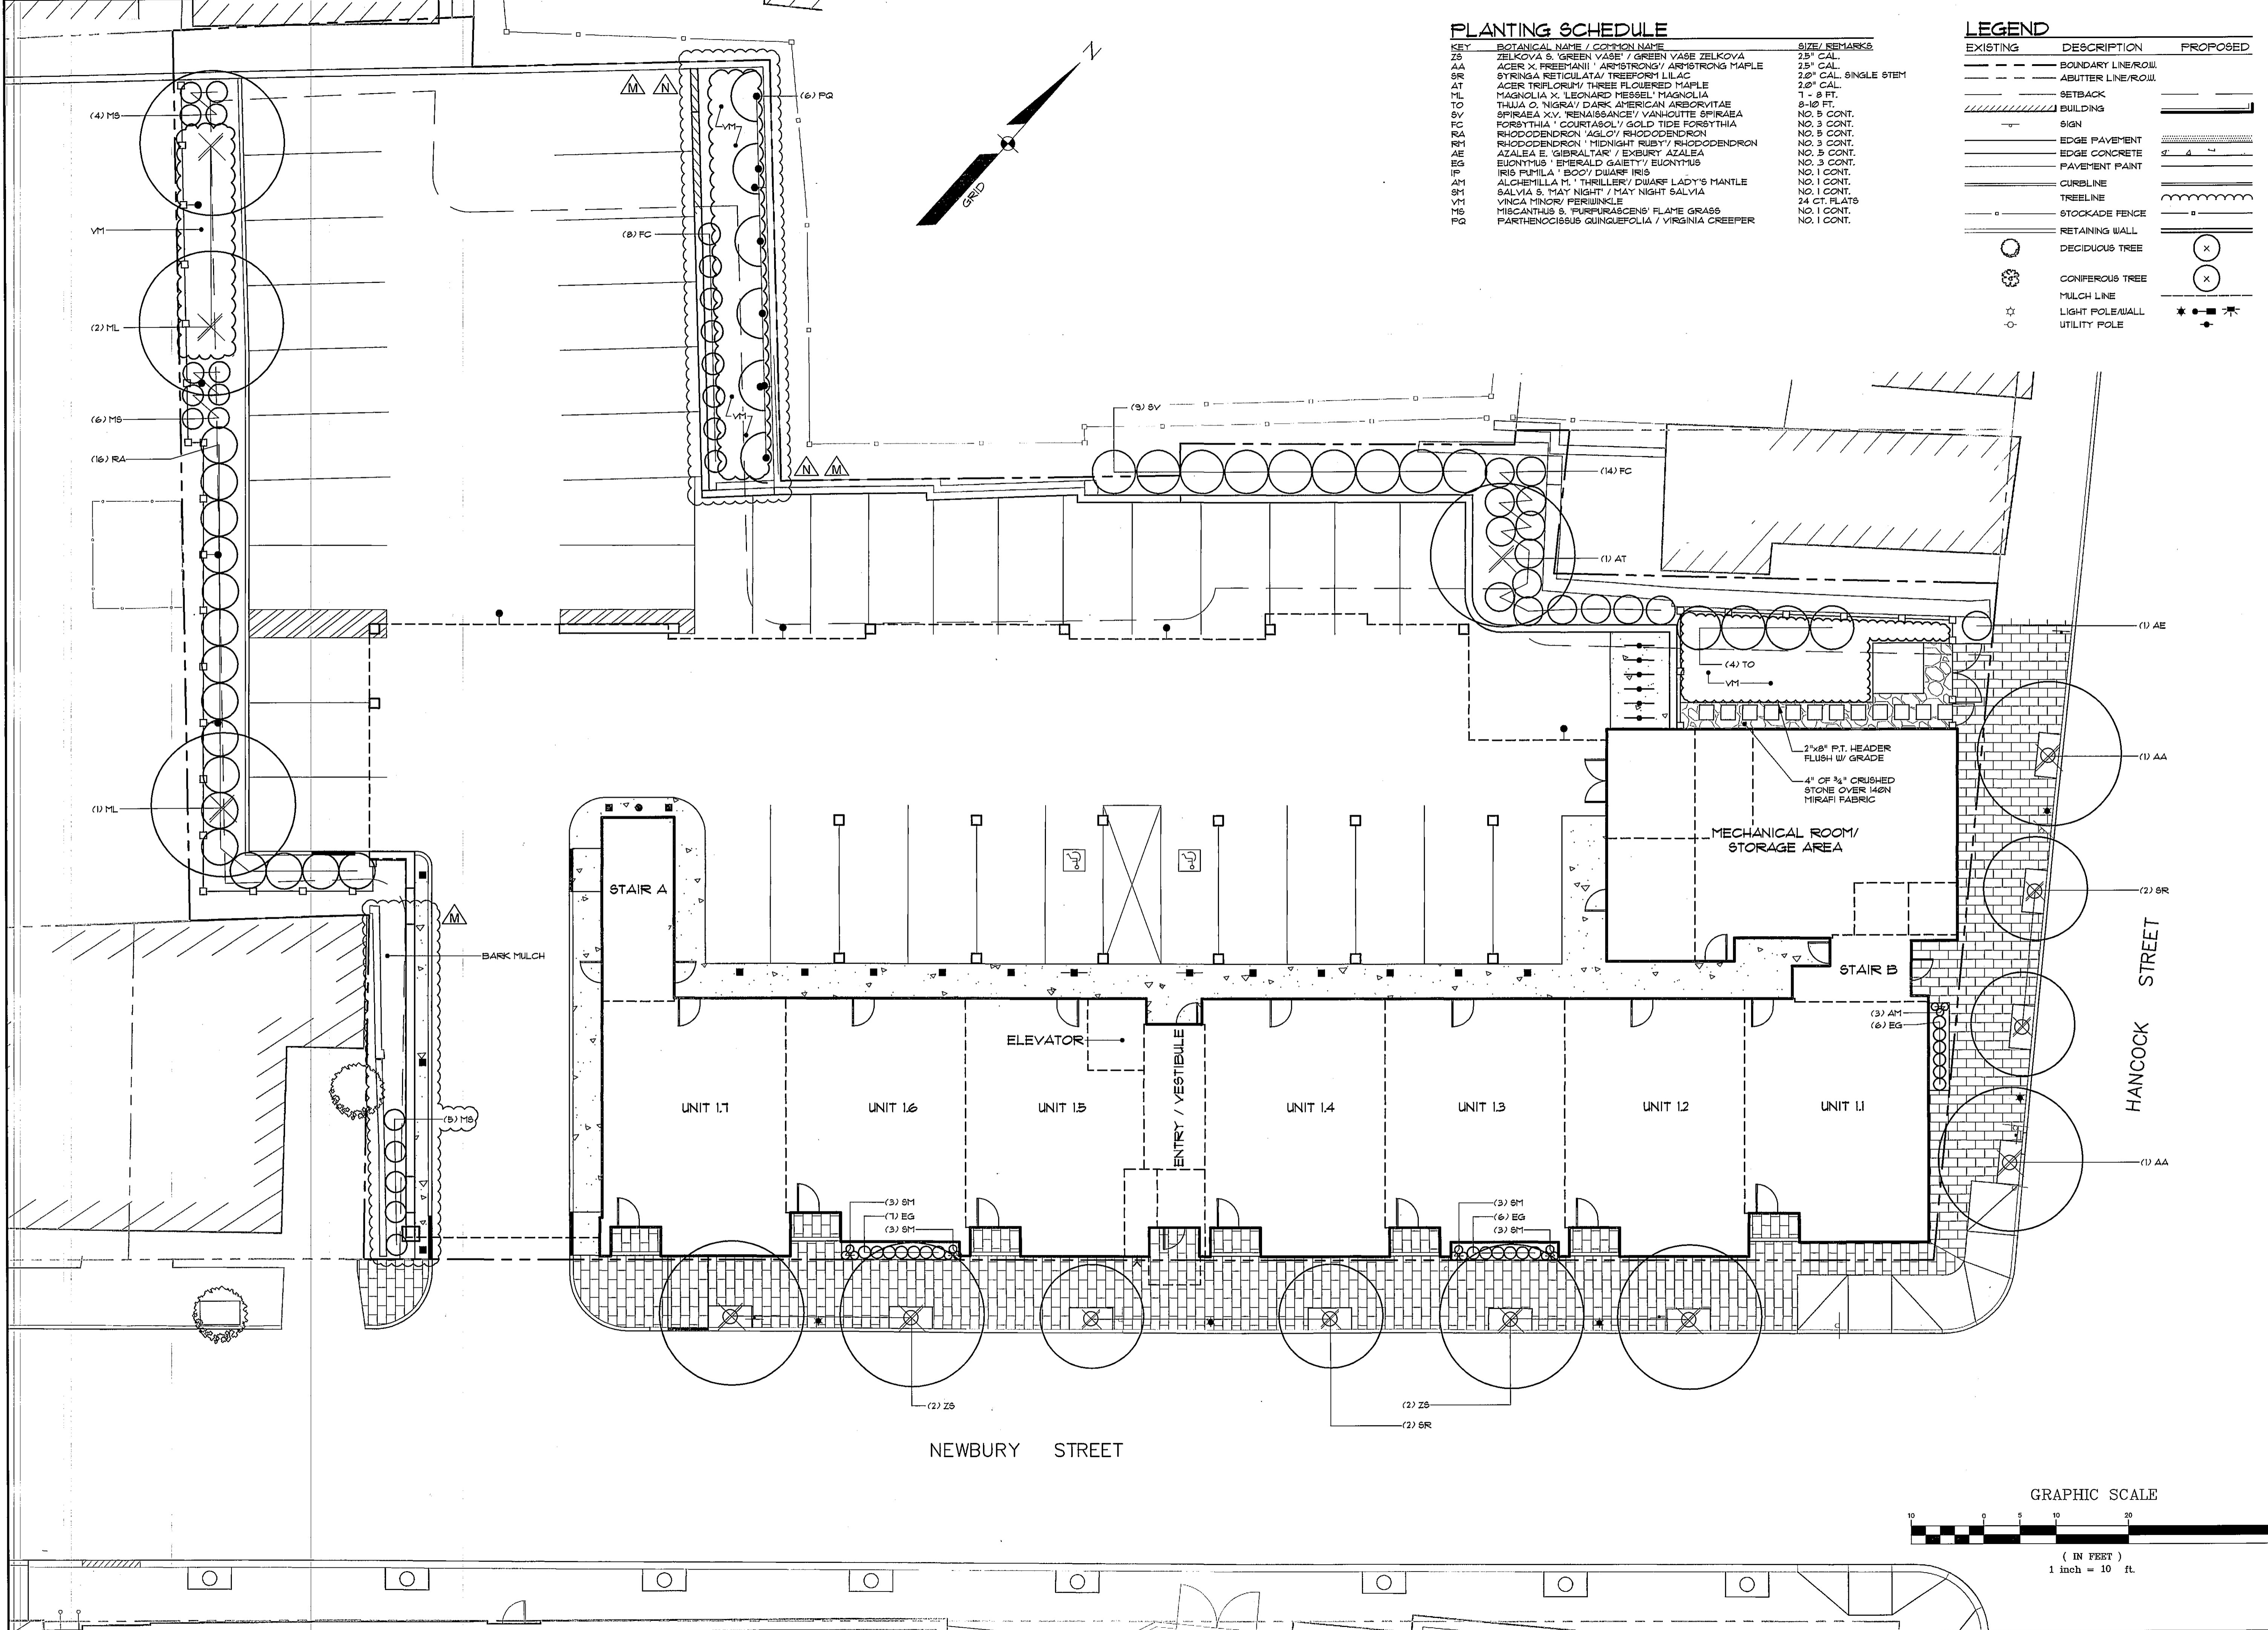 PLANTING SCHEDULE
KEY BOTANICAL NAME / COMMON NAME SIZE/ REMARKS
ZS ZELKOVA S. 'GREEN VASE' / GREEN VASE ZELKOVA 2.5" CAL.
AA ACER X. FREEMANII ' ARMSTRONG'/ ARMSTRONG MAPLE 2.5" CAL.
SR SYRINGA RETICULATA/ TREEFORM LILAC 2.0" CAL. SINGLE STEM
AT ACER TRIFLORUM/ THREE FLOWERED MAPLE 2.0" CAL.
ML MAGNOLIA X. 'LEONARD MESSEL' MAGNOLIA 7 - 8 FT.
TO THUJA O. 'NIGRA'/ DARK AMERICAN ARBORVITAE 8-10 FT.
SV SPIRAEA X.V. 'RENAISSANCE'/ VANHOUTTE SPIRAEA NO. 5 CONT.
FC FORSYTHIA ' COURTASOL'/ GOLD TIDE FORSYTHIA NO. 3 CONT.
RA RHODODENDRON 'AGLO'/ RHODODENDRON NO. 5 CONT.
RM RHODODENDRON ' MIDNIGHT RUBY'/ RHODODENDRON NO. 3 CONT.
AE AZALEA E. 'GIBRALTAR' / EXBURY AZALEA NO. 5 CONT.
EG EUONYMUS ' EMERALD GAIETY'/ EUONYMUS NO. 3 CONT.
IP IRIS PUMILA ' BOO'/ DWARF IRIS NO. 1 CONT.
AM ALCHEMILLA M. ' THRILLER'/ DWARF LADY'S MANTLE NO. 1 CONT.
SM SALVIA S. 'MAY NIGHT' / MAY NIGHT SALVIA NO. 1 CONT.
VM VINCA MINOR/ PERIWINKLE 24 CT. FLATS
MS MISCANTHUS S. 'PURPURASCENS' FLAME GRASS NO. 1 CONT.
PQ PARTHENOCISSUS QUINQUEFOLIA / VIRGINIA CREEPER NO. 1 CONT.
LEGEND
EXISTING DESCRIPTION PROPOSED
BOUNDARY LINE/R.O.W.
ABUTTER LINE/R.O.W.
SETBACK
BUILDING
SIGN
EDGE PAVEMENT
EDGE CONCRETE
PAVEMENT PAINT
CURBLINE
TREELINE
STOCKADE FENCE
RETAINING WALL
DECIDUOUS TREE
CONIFEROUS TREE
MULCH LINE
LIGHT POLE/WALL
UTILITY POLE
N
GRID
M N
(6) PQ
(4) MS
VM
VM
(8) FC
(2) ML
(6) MS
VM
(9) SV
(16) RA
N M
(14) FC
(1) AT
(1) AE
(4) TO
VM
2"x8" P.T. HEADER
FLUSH W/ GRADE
(1) AA
4" OF 3/4" CRUSHED
STONE OVER 140N
MIRAFI FABRIC
(1) ML
MECHANICAL ROOM/
STORAGE AREA
STAIR A
(2) SR
M
BARK MULCH
STAIR B
HANCOCK STREET
(3) AM
(6) EG
ELEVATOR
ENTRY / VESTIBULE
UNIT 1.7
UNIT 1.6
UNIT 1.5
UNIT 1.4
UNIT 1.3
UNIT 1.2
UNIT 1.1
(5) MS
(1) AA
(3) SM
(7) EG
(3) SM
(3) SM
(6) EG
(3) SM
(2) ZS
(2) ZS
(2) SR
NEWBURY STREET
GRAPHIC SCALE
10 0 5 10 20
( IN FEET )
1 inch = 10 ft.